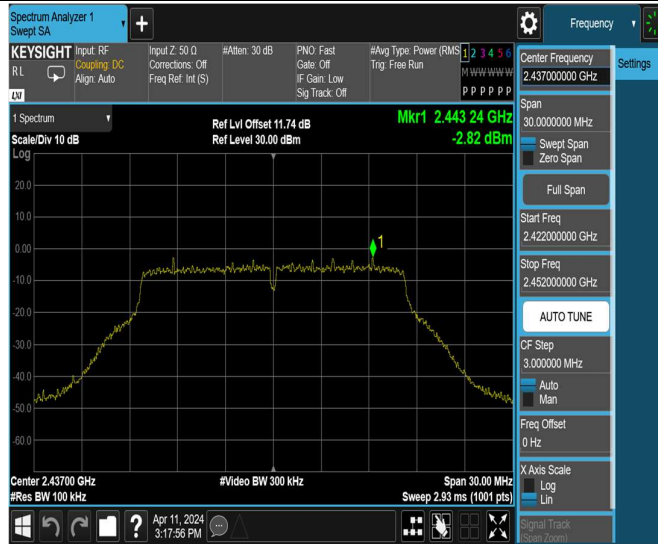 Spectrum Analyzer 1
Swept SA
+
Frequency
KEYSIGHT
RL
LXI
Input: RF
Coupling: DC
Align: Auto
Input Z: 50 Ω
Corrections: Off
Freq Ref: Int (S)
#Atten: 30 dB
PNO: Fast
Gate: Off
IF Gain: Low
Sig Track: Off
#Avg Type: Power (RMS
Trig: Free Run
1 2 3 4 5 6
M W W W W W
P P P P P P
1 Spectrum
Scale/Div 10 dB
Ref Lvl Offset 11.74 dB
Ref Level 30.00 dBm
Mkr1 2.443 24 GHz
-2.82 dBm
Log
20.0
10.0
0.00
-10.0
-20.0
-30.0
-40.0
-50.0
-60.0
1
Center 2.43700 GHz
#Res BW 100 kHz
#Video BW 300 kHz
Span 30.00 MHz
Sweep 2.93 ms (1001 pts)
Apr 11, 2024
3:17:56 PM
?
Center Frequency
2.437000000 GHz
Settings
Span
30.0000000 MHz
Swept Span
Zero Span
Full Span
Start Freq
2.422000000 GHz
Stop Freq
2.452000000 GHz
AUTO TUNE
CF Step
3.000000 MHz
Auto
Man
Freq Offset
0 Hz
X Axis Scale
Log
Lin
Signal Track
(Span Zoom)